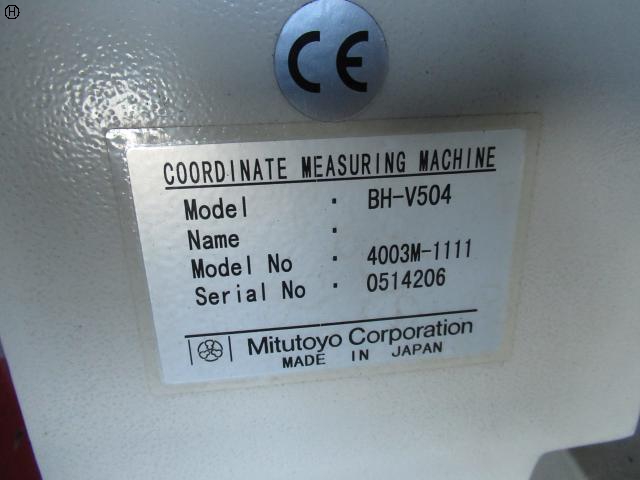 H
CE
COORDINATE MEASURING MACHINE
Model : BH-V504
Name :
Model No : 4003M-1111
Serial No : 0514206
Mitutoyo Corporation
MADE IN JAPAN